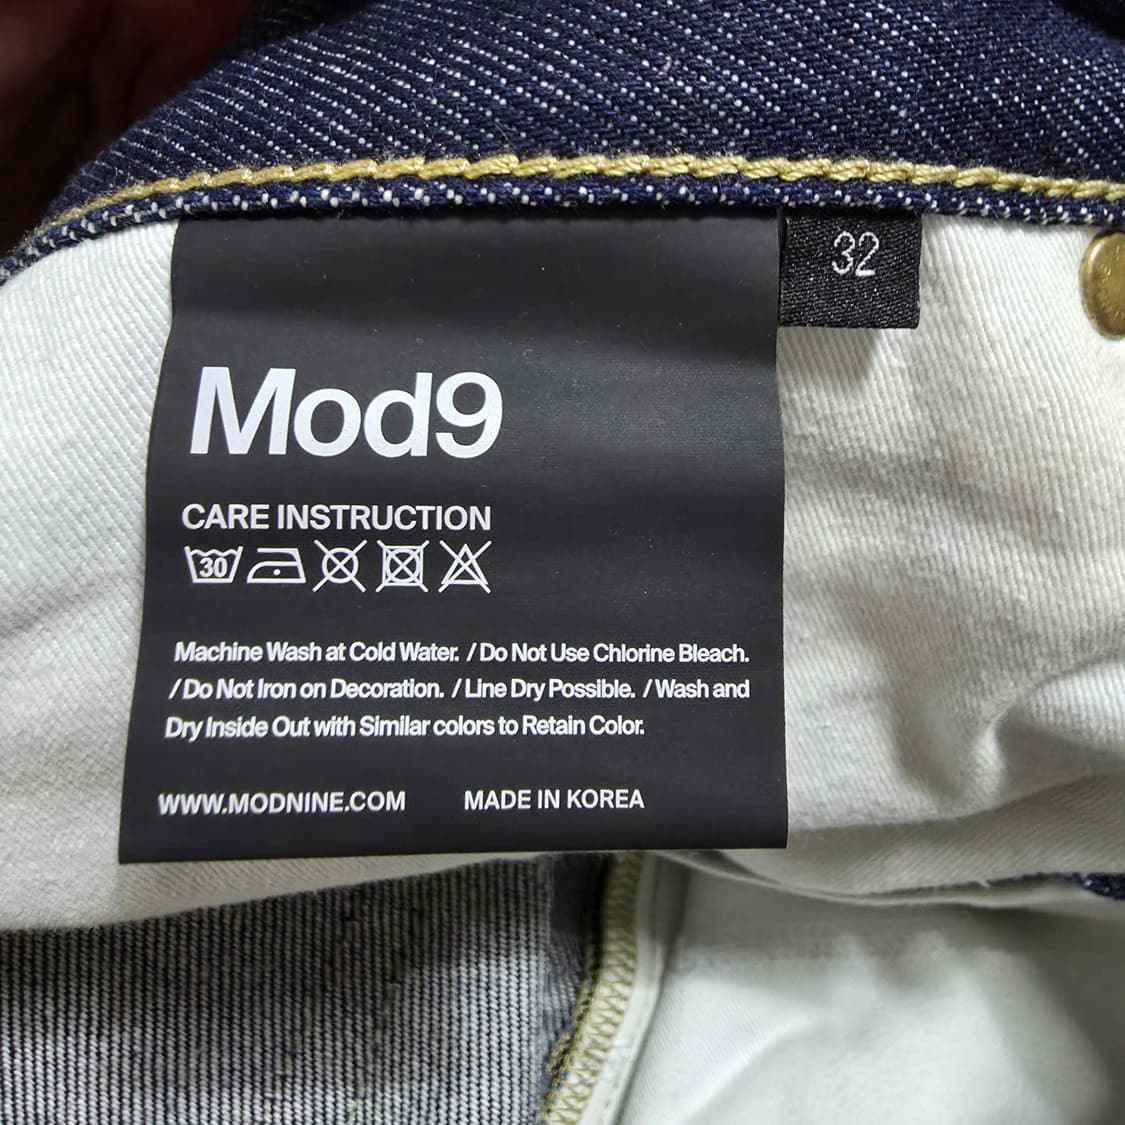 32
Mod9
CARE INSTRUCTION
30
Machine Wash at Cold Water. / Do Not Use Chlorine Bleach.
/ Do Not Iron on Decoration. / Line Dry Possible. / Wash and
Dry Inside Out with Similar colors to Retain Color.
WWW.MODNINE.COM MADE IN KOREA